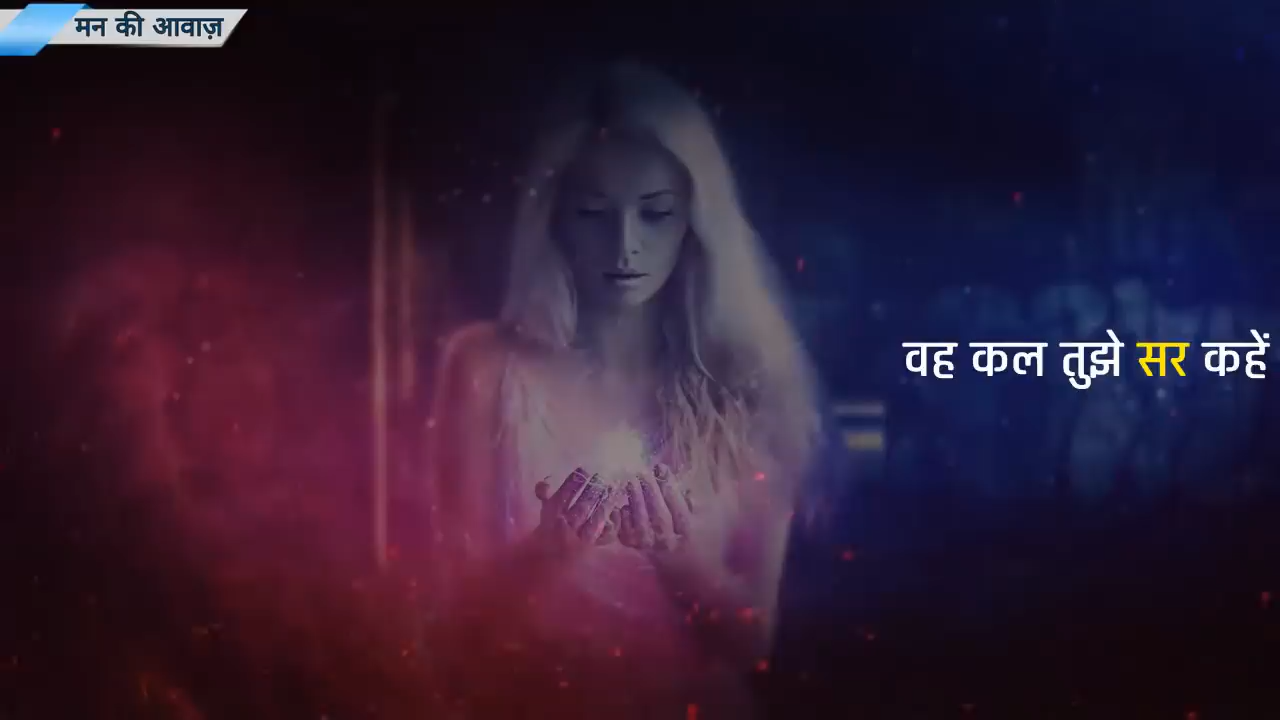 मन की आवाज़
वह कल तुझे सर कहें